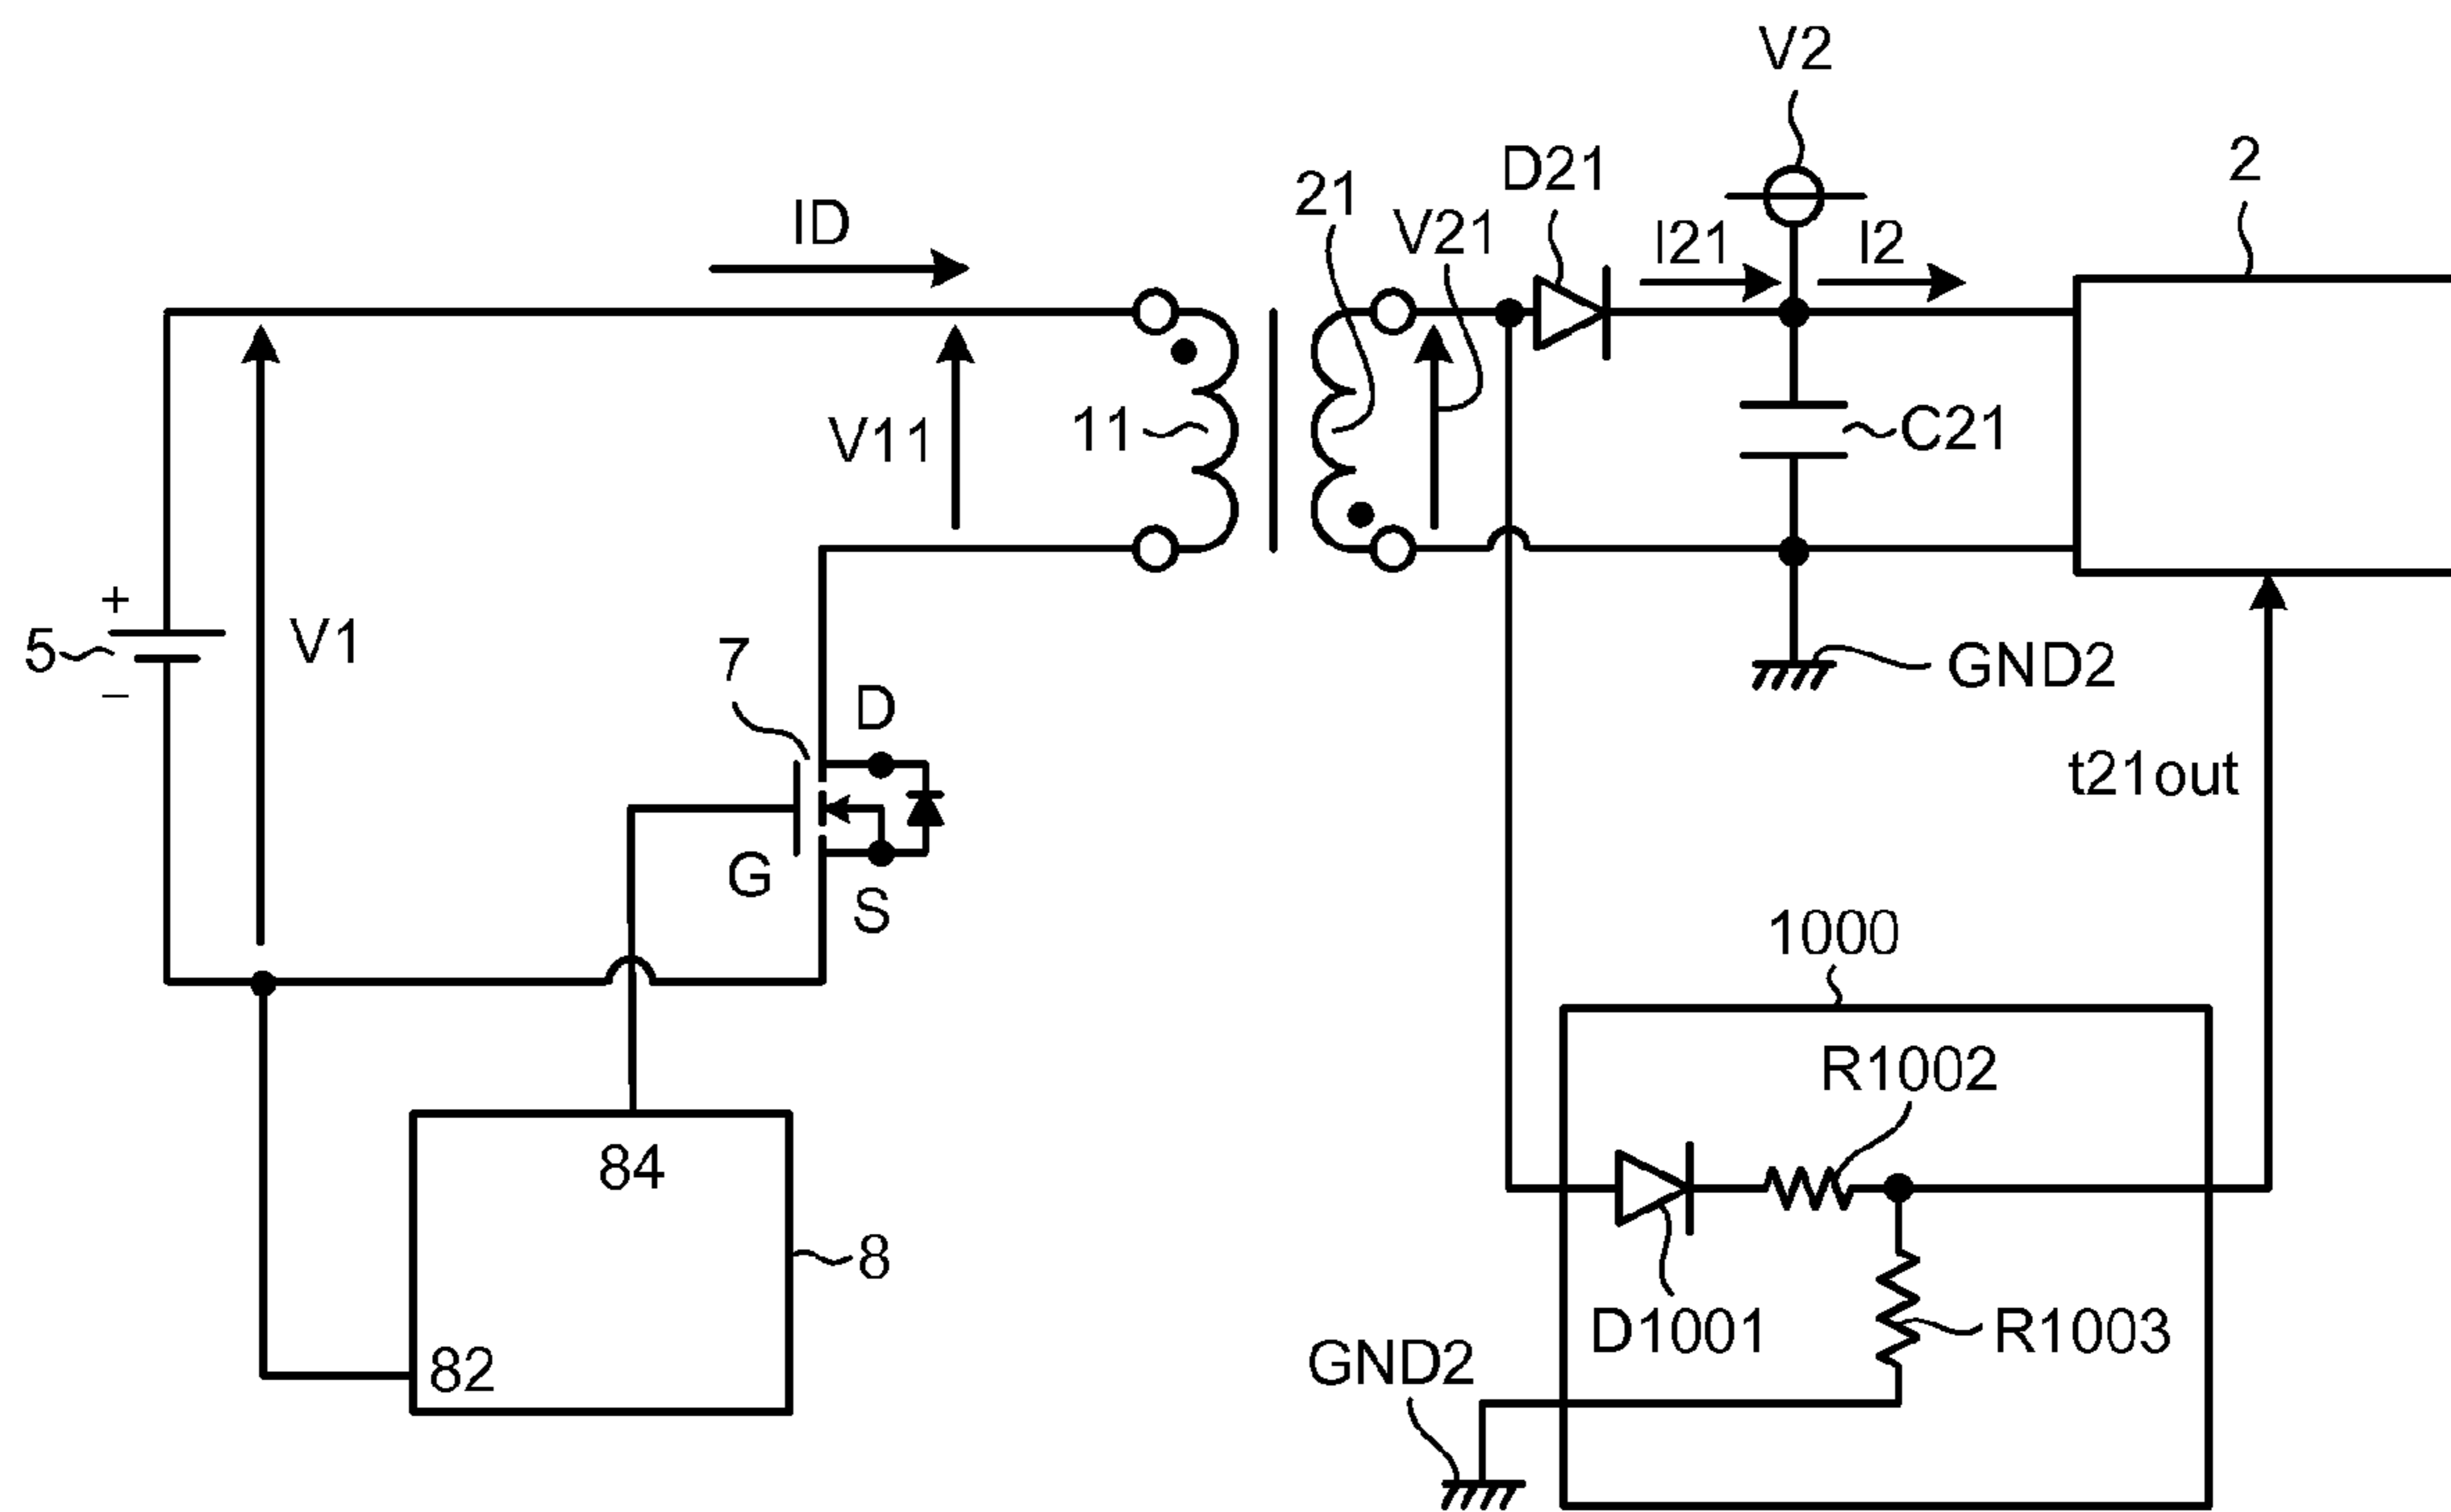 V2
2
D21
21
V21
ID
I21
I2
V11
11
C21
+
5
V1
−
7
D
GND2
t21out
G
S
1000
R1002
84
8
D1001
R1003
82
GND2